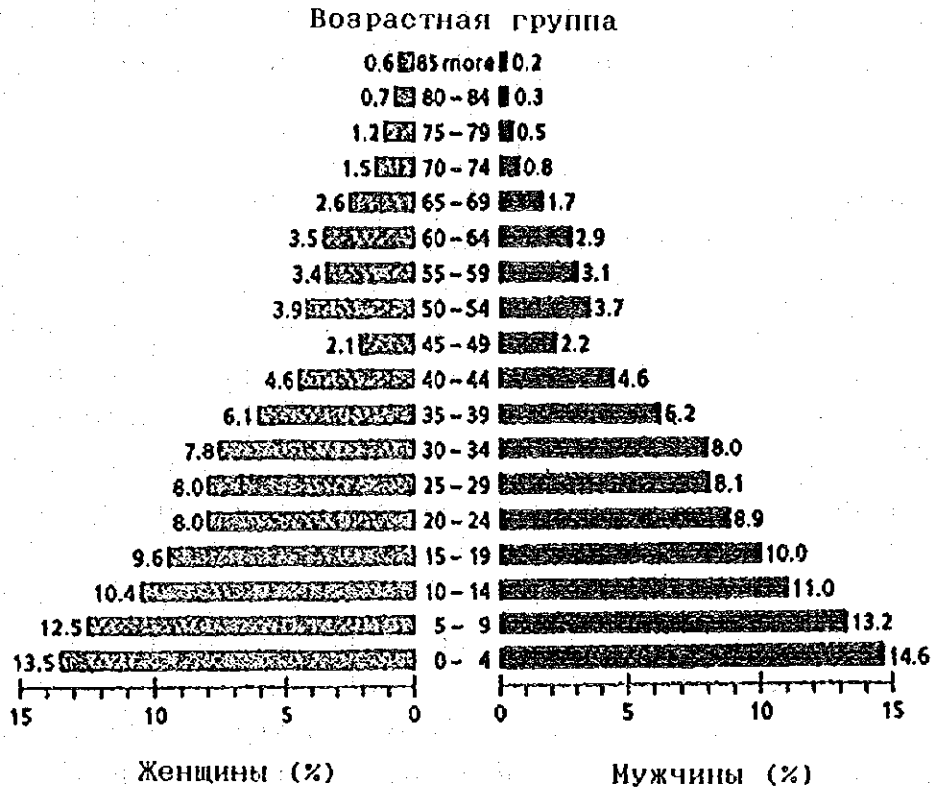 Возрастная группа
0.6 85 more 0.2
0.7 80 – 84 0.3
1.2 75 – 79 0.5
1.5 70 – 74 0.8
2.6 65 – 69 1.7
3.5 60 – 64 2.9
3.4 55 – 59 3.1
3.9 50 – 54 3.7
2.1 45 – 49 2.2
4.6 40 – 44 4.6
6.1 35 – 39 6.2
7.8 30 – 34 8.0
8.0 25 – 29 8.1
8.0 20 – 24 8.9
9.6 15 – 19 10.0
10.4 10 – 14 11.0
12.5 5 – 9 13.2
13.5 0 – 4 14.6
15 10 5 0 0 5 10 15
Женщины (%) Мужчины (%)